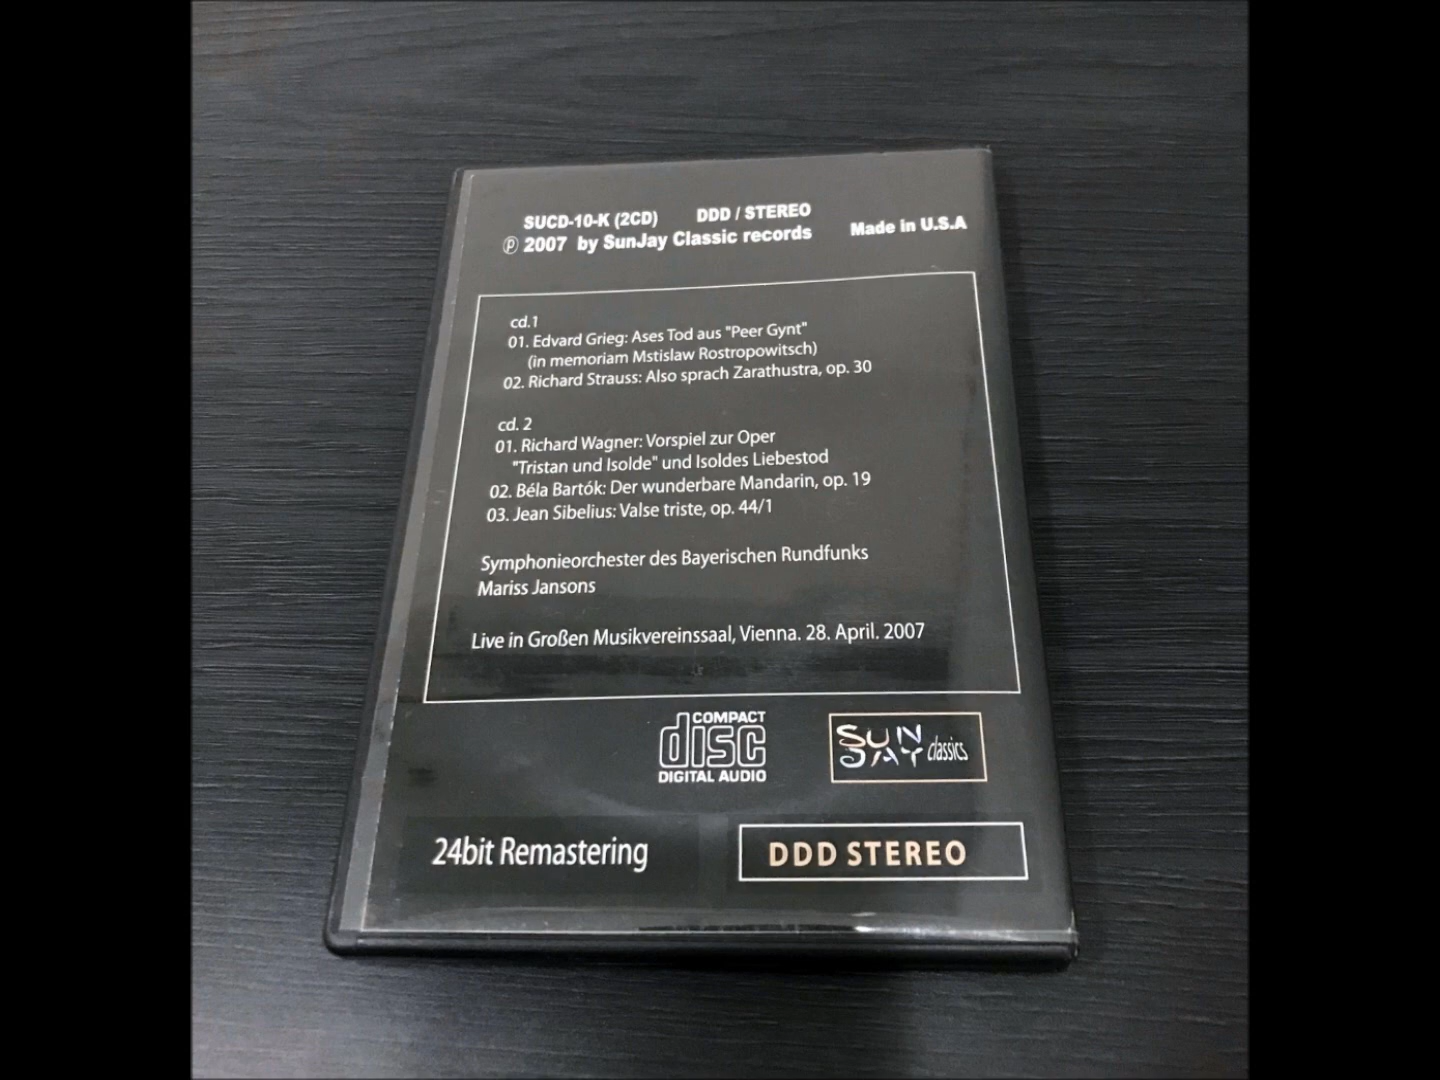 SUCD-10-K (2CD) DDD / STEREO
℗ 2007 by SunJay Classic records Made in U.S.A
cd.1
01. Edvard Grieg: Ases Tod aus "Peer Gynt"
(in memoriam Mstislaw Rostropowitsch)
02. Richard Strauss: Also sprach Zarathustra, op. 30
cd. 2
01. Richard Wagner: Vorspiel zur Oper
"Tristan und Isolde" und Isoldes Liebestod
02. Béla Bartók: Der wunderbare Mandarin, op. 19
03. Jean Sibelius: Valse triste, op. 44/1
Symphonieorchester des Bayerischen Rundfunks
Mariss Jansons
Live in Großen Musikvereinssaal, Vienna. 28. April. 2007
COMPACT
disc
DIGITAL AUDIO
SUN
JAY classics
24bit Remastering
DDD STEREO